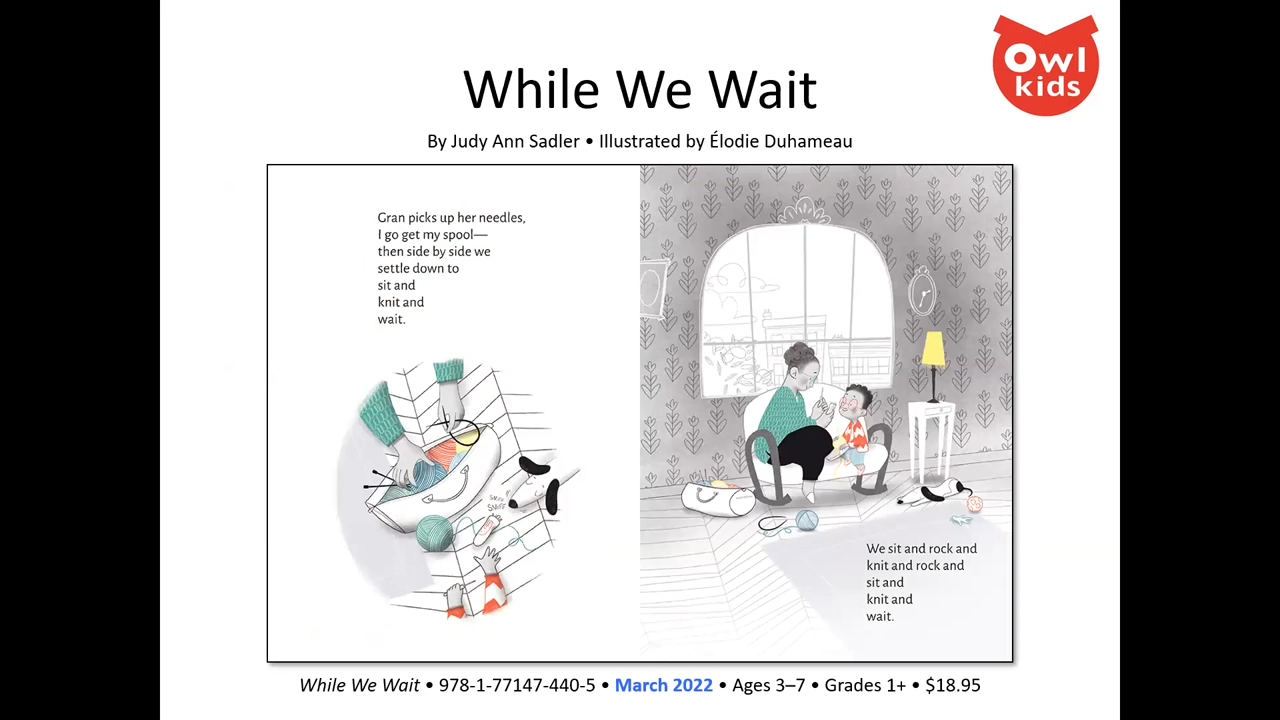 Owl
kids
While We Wait
By Judy Ann Sadler • Illustrated by Élodie Duhameau
Gran picks up her needles,
I go get my spool—
then side by side we
settle down to
sit and
knit and
wait.
SNIFF
SNIFF
We sit and rock and
knit and rock and
sit and
knit and
wait.
While We Wait • 978-1-77147-440-5 • March 2022 • Ages 3–7 • Grades 1+ • $18.95